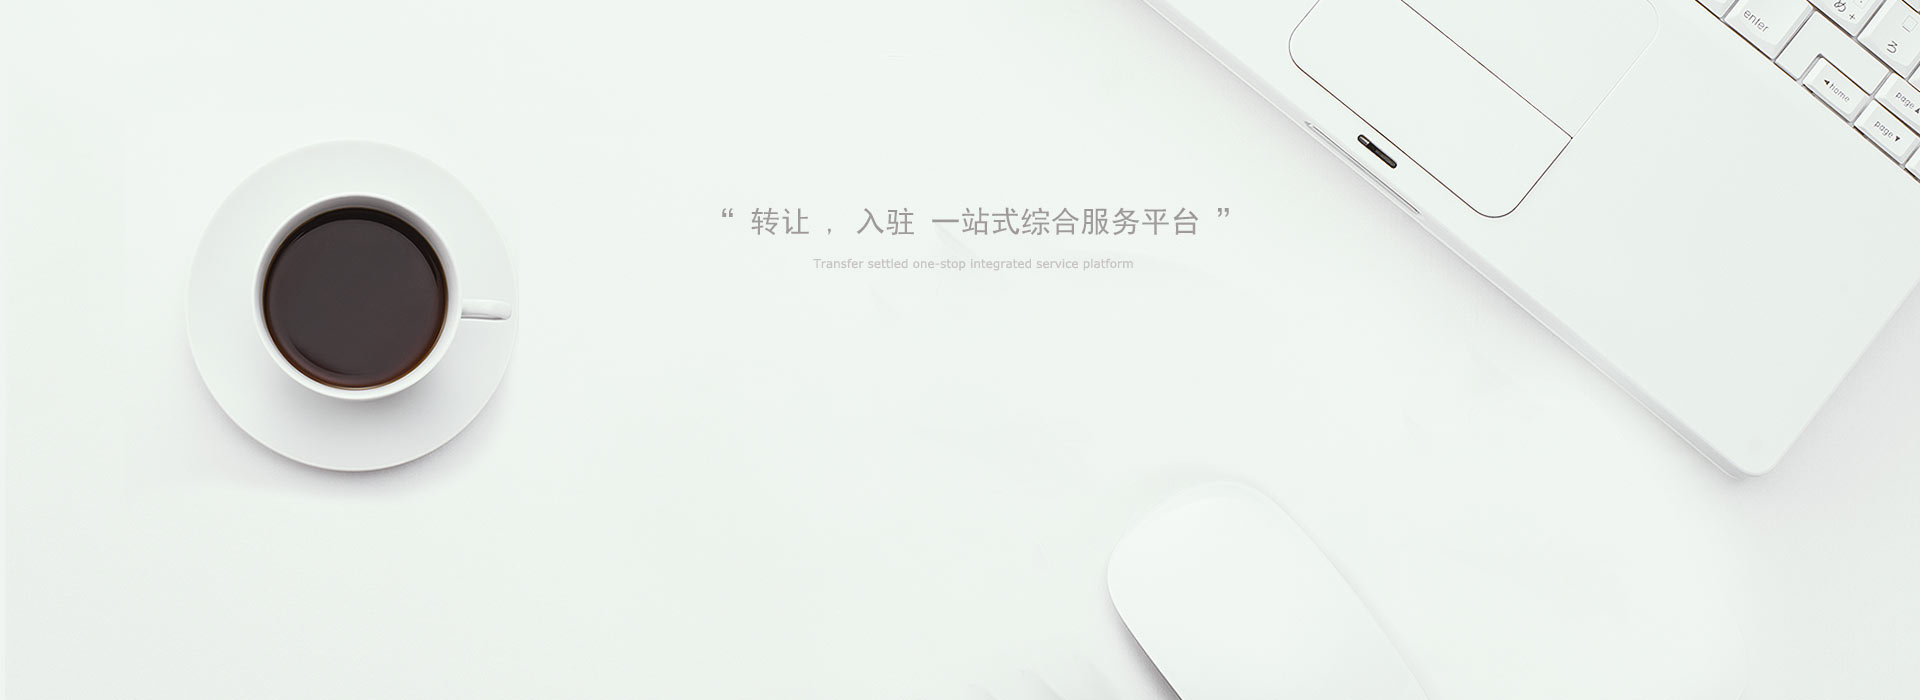 “ 转让 ， 入驻 一站式综合服务平台 ”
Transfer settled one-stop integrated service platform
enter
め +
ろ
◀ home
page ▲
page ▼